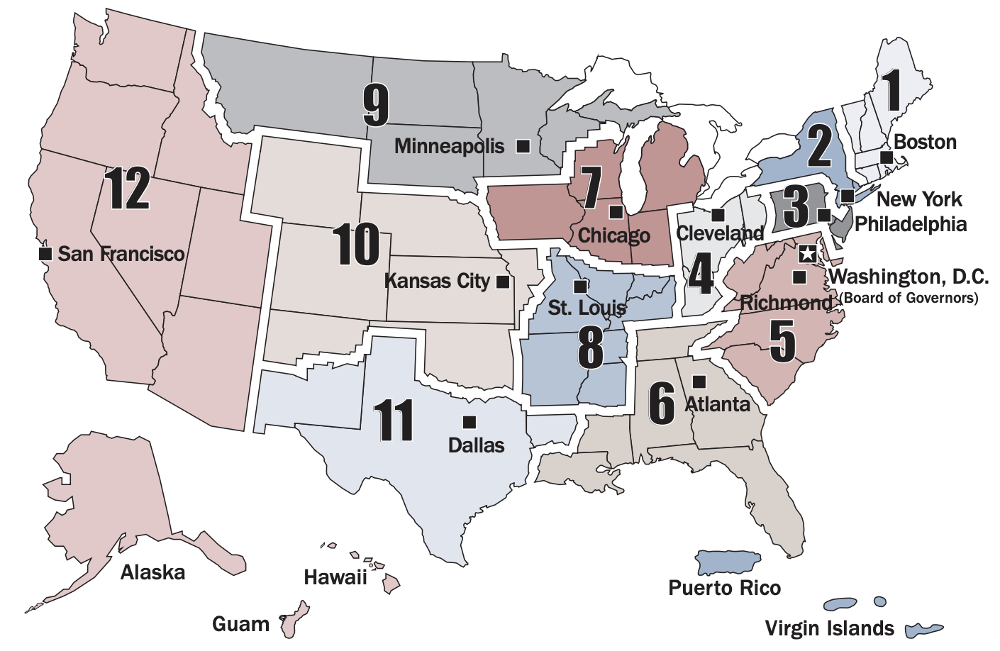 1
9
2
Boston
Minneapolis
12
7
3
New York
Philadelphia
10
Chicago
Cleveland
San Francisco
4
Kansas City
Washington, D.C.
(Board of Governors)
Richmond
St. Louis
8
5
6
Atlanta
11
Dallas
Alaska
Hawaii
Puerto Rico
Guam
Virgin Islands